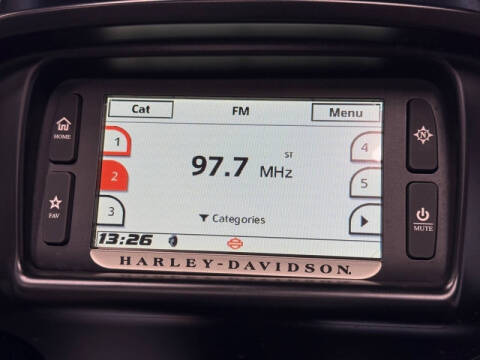 Cat FM Menu
HOME
1
4
N
ST
97.7 MHz
2
5
FAV
3
Categories
MUTE
13:26
HARLEY-DAVIDSON